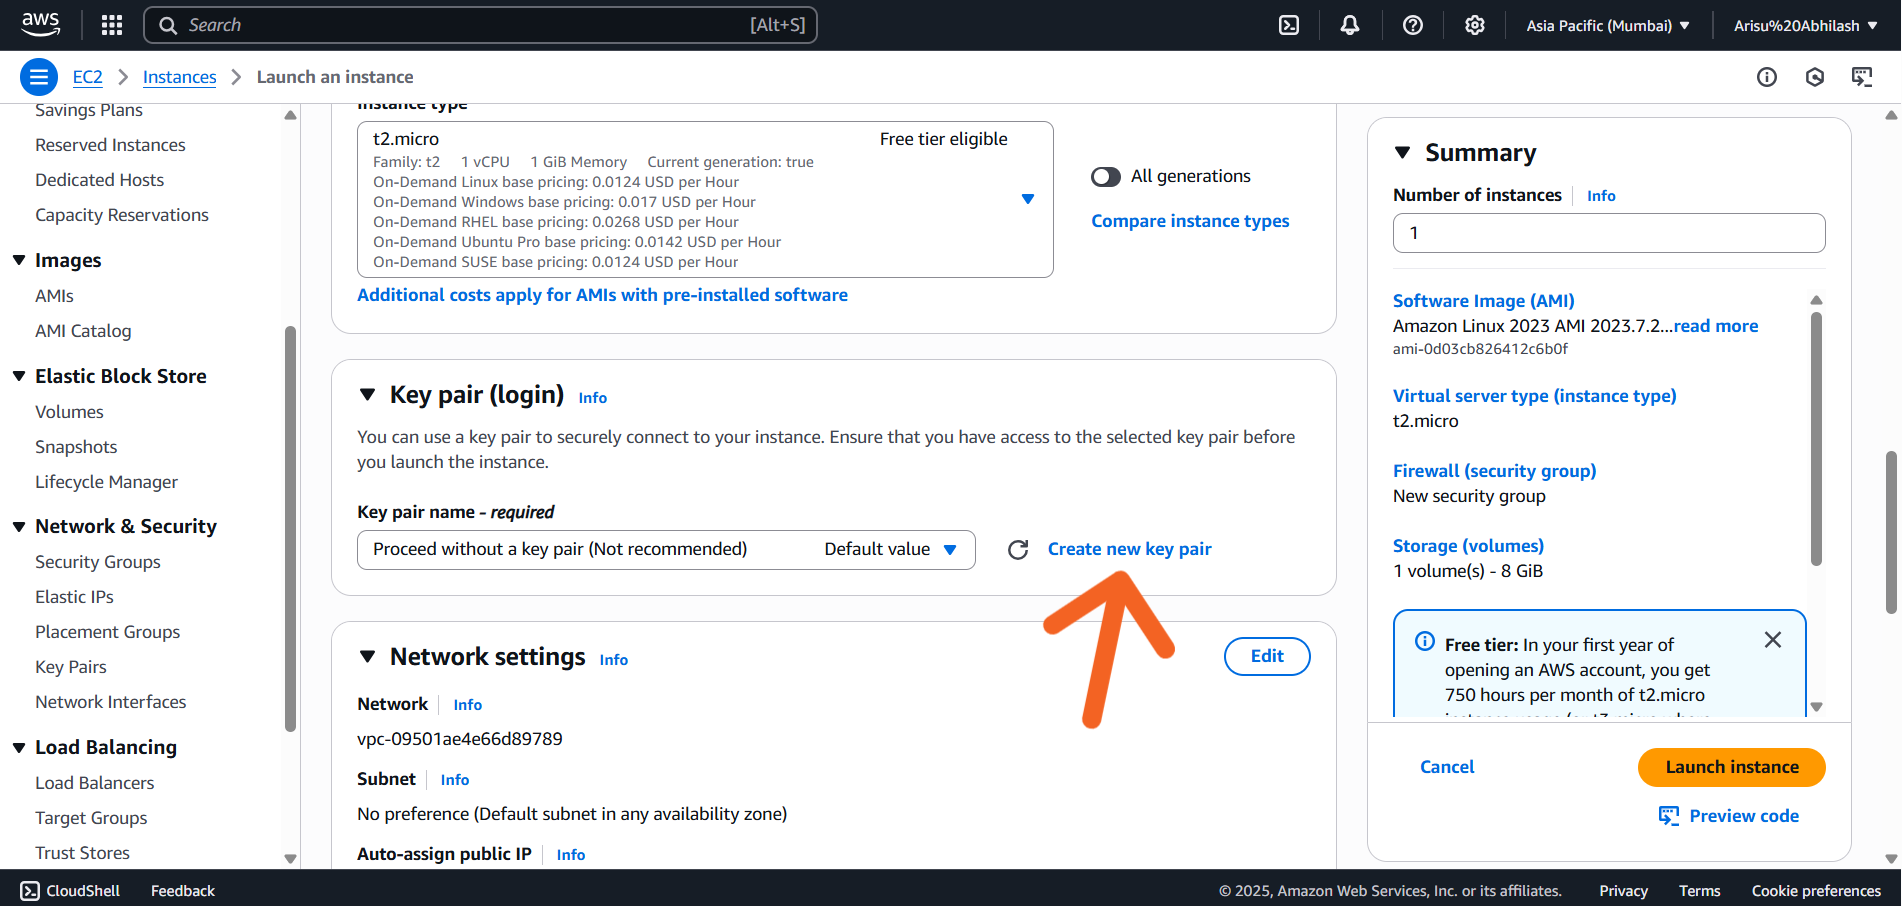 aws
Search [Alt+S]
Asia Pacific (Mumbai)
Arisu%20Abhilash
EC2
Instances
Launch an instance
Savings Plans
Reserved Instances
Dedicated Hosts
Capacity Reservations
Images
AMIs
AMI Catalog
Elastic Block Store
Volumes
Snapshots
Lifecycle Manager
Network & Security
Security Groups
Elastic IPs
Placement Groups
Key Pairs
Network Interfaces
Load Balancing
Load Balancers
Target Groups
Trust Stores
Instance type
t2.micro
Free tier eligible
Family: t2 1 vCPU 1 GiB Memory Current generation: true
On-Demand Linux base pricing: 0.0124 USD per Hour
On-Demand Windows base pricing: 0.017 USD per Hour
On-Demand RHEL base pricing: 0.0268 USD per Hour
On-Demand Ubuntu Pro base pricing: 0.0142 USD per Hour
On-Demand SUSE base pricing: 0.0124 USD per Hour
All generations
Compare instance types
Additional costs apply for AMIs with pre-installed software
Key pair (login) Info
You can use a key pair to securely connect to your instance. Ensure that you have access to the selected key pair before
you launch the instance.
Key pair name - required
Proceed without a key pair (Not recommended) Default value
Create new key pair
Network settings Info
Edit
Network Info
vpc-09501ae4e66d89789
Subnet Info
No preference (Default subnet in any availability zone)
Auto-assign public IP Info
Summary
Number of instances Info
1
Software Image (AMI)
Amazon Linux 2023 AMI 2023.7.2...read more
ami-0d03cb826412c6b0f
Virtual server type (instance type)
t2.micro
Firewall (security group)
New security group
Storage (volumes)
1 volume(s) - 8 GiB
Free tier: In your first year of
opening an AWS account, you get
750 hours per month of t2.micro
Cancel
Launch instance
Preview code
CloudShell
Feedback
© 2025, Amazon Web Services, Inc. or its affiliates.
Privacy
Terms
Cookie preferences